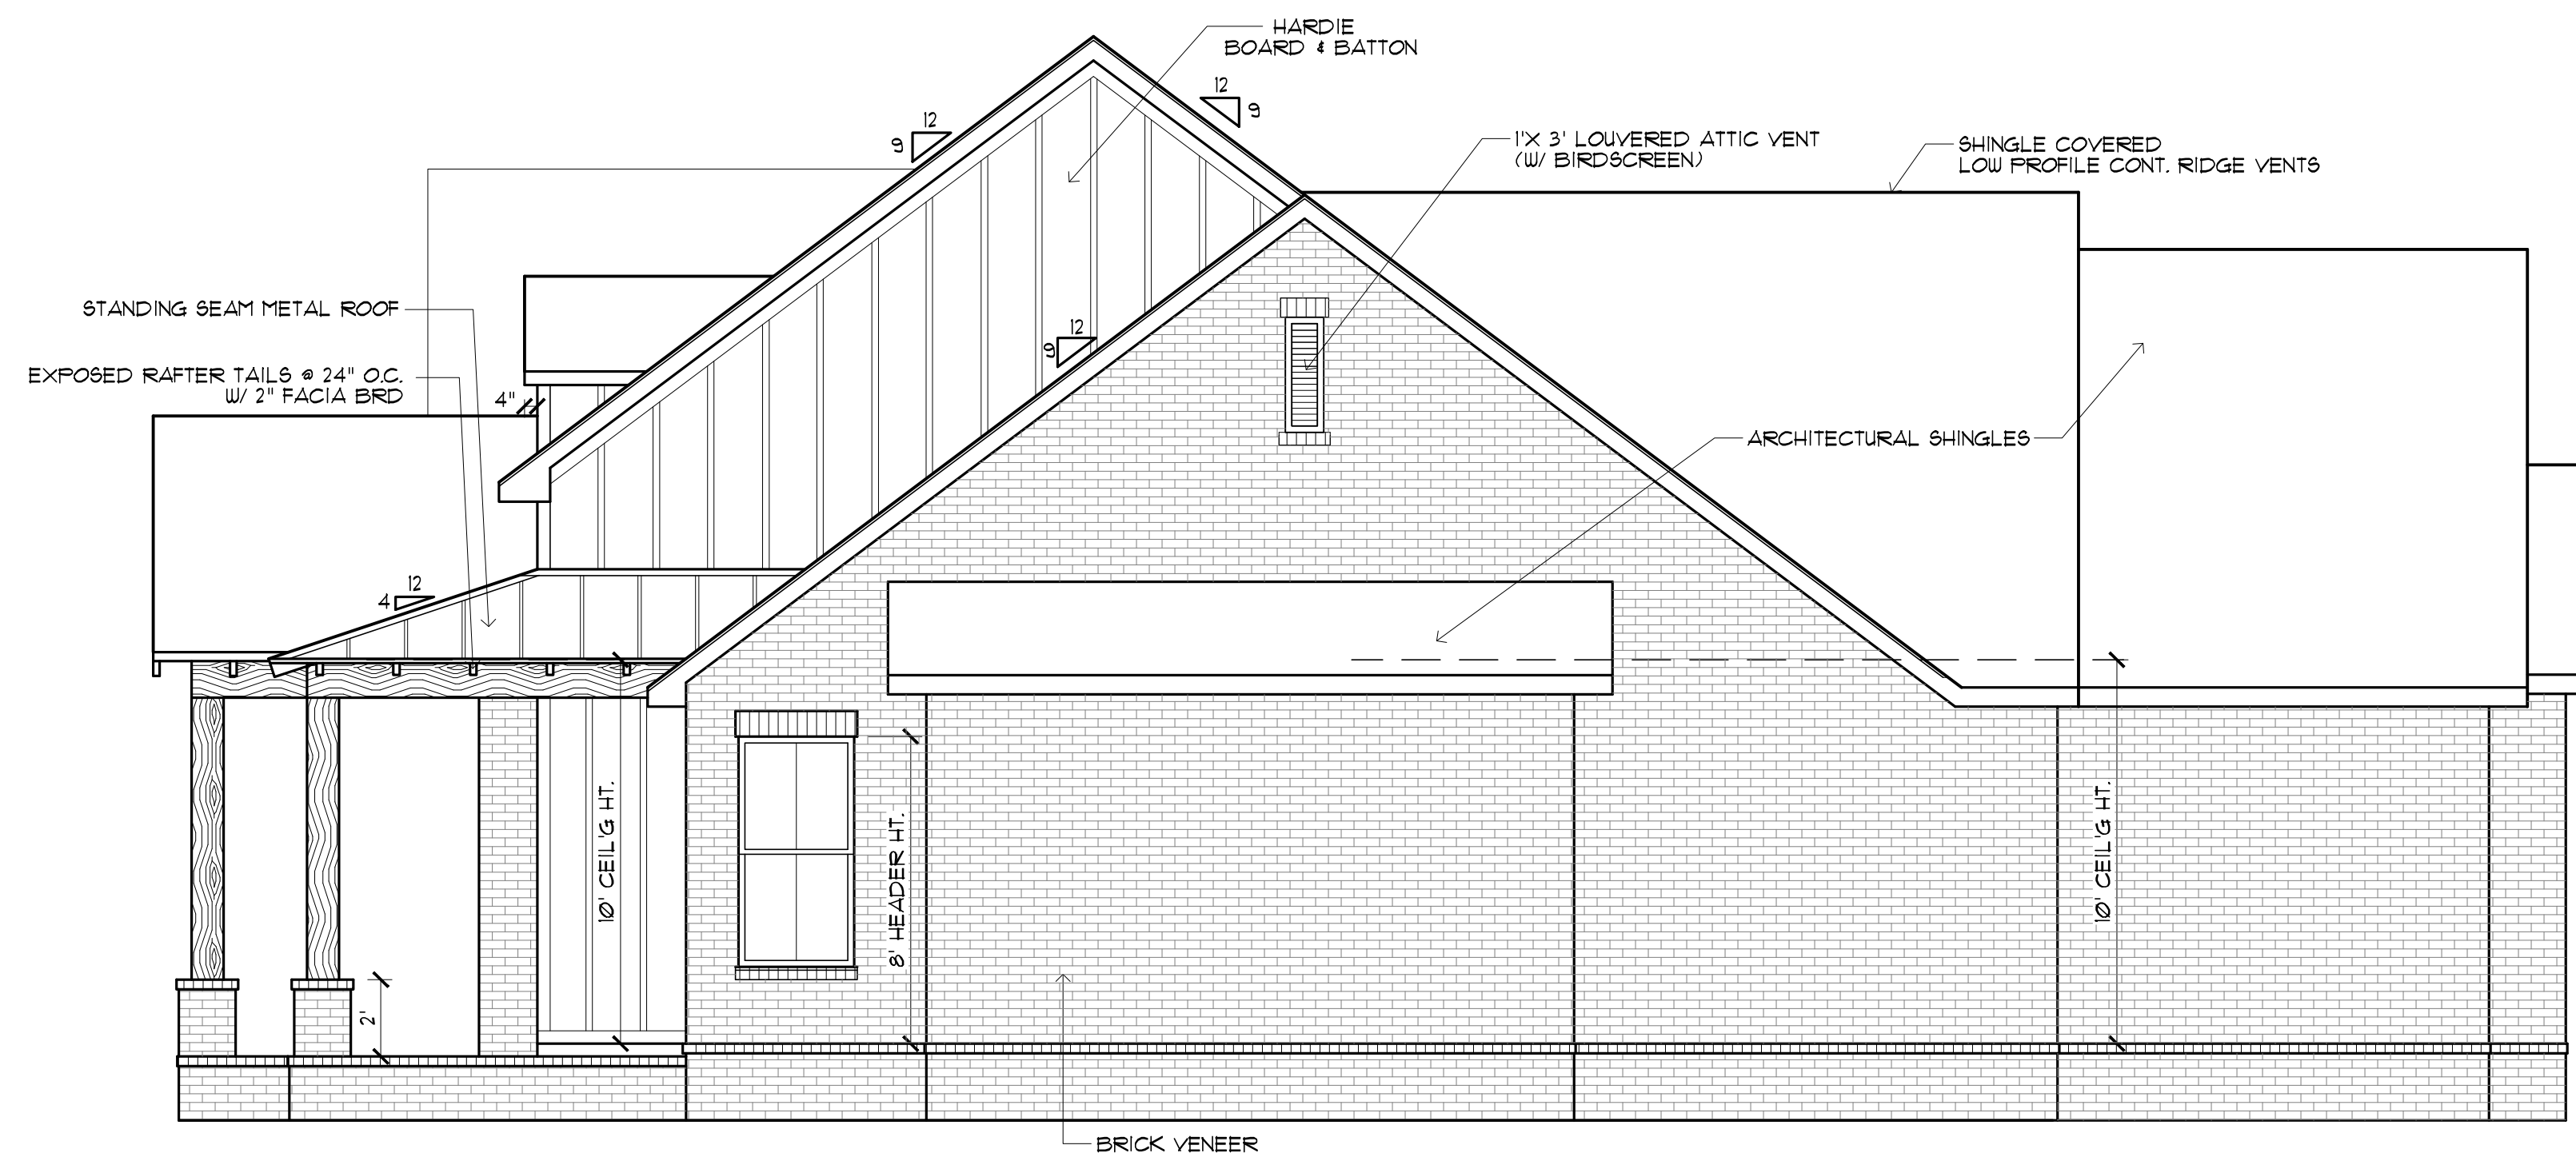 HARDIE
BOARD & BATTON
12
9
12
9
1'X 3' LOUVERED ATTIC VENT
(W/ BIRDSCREEN)
SHINGLE COVERED
LOW PROFILE CONT. RIDGE VENTS
STANDING SEAM METAL ROOF
12
9
EXPOSED RAFTER TAILS @ 24" O.C.
W/ 2" FACIA BRD
4"
ARCHITECTURAL SHINGLES
12
4
10' CEIL'G HT.
8' HEADER HT.
10' CEIL'G HT.
2'
BRICK VENEER